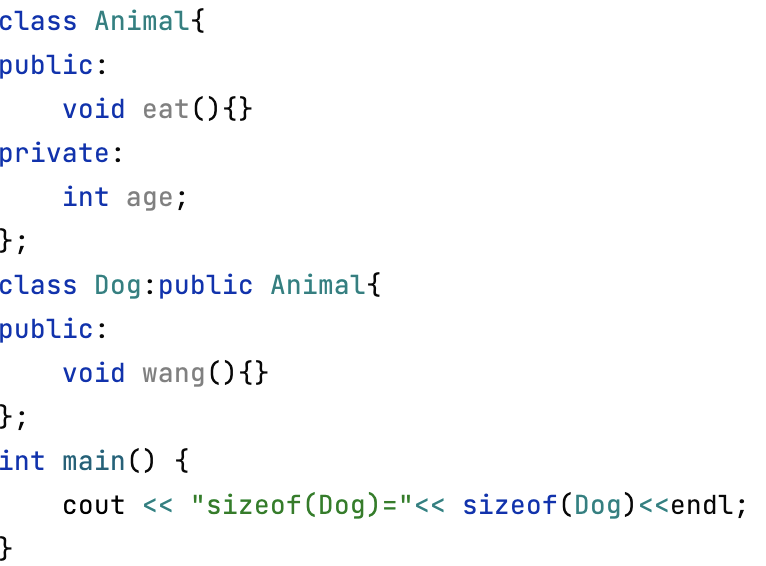 class Animal{
public:
    void eat(){}
private:
    int age;
};
class Dog:public Animal{
public:
    void wang(){}
};
int main() {
    cout << "sizeof(Dog)="<< sizeof(Dog)<<endl;
}